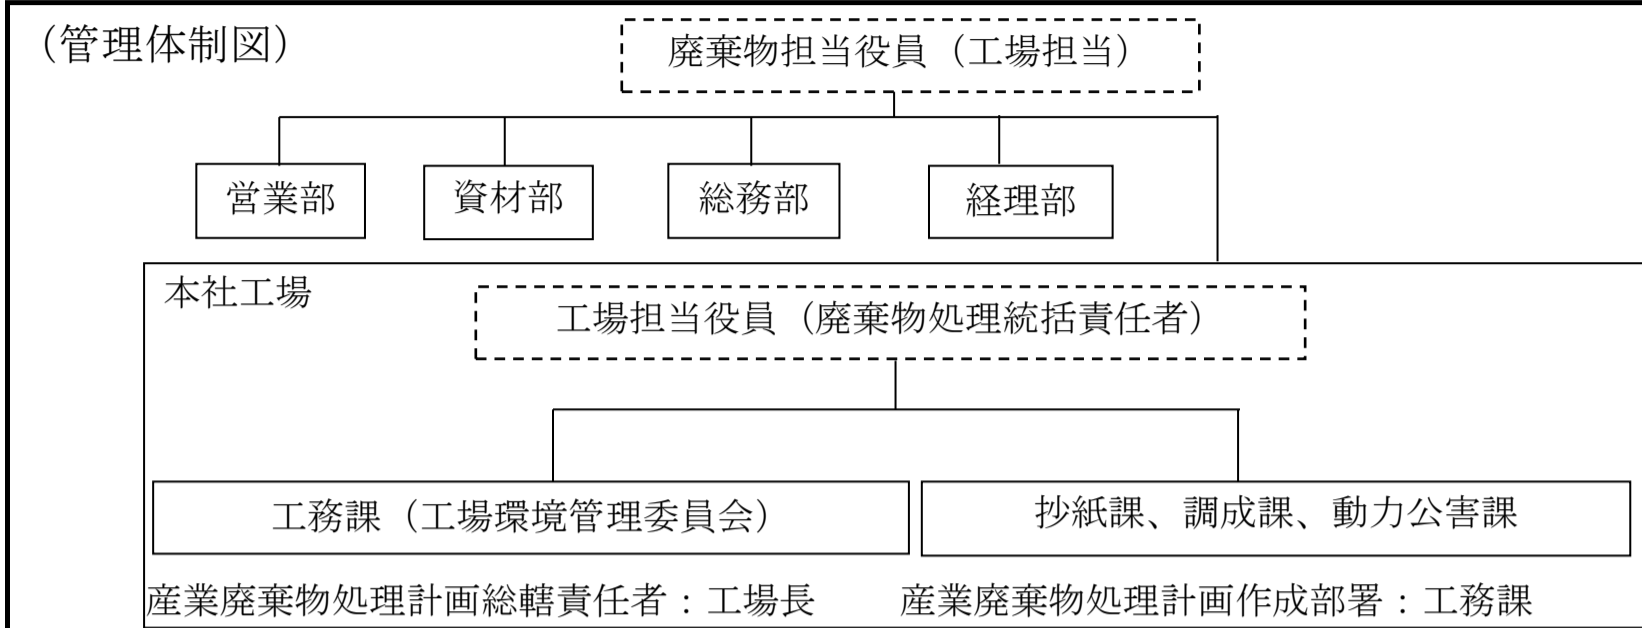 （管理体制図）
廃棄物担当役員（工場担当）
営業部
資材部
総務部
経理部
本社工場
工場担当役員（廃棄物処理統括責任者）
工務課（工場環境管理委員会）
抄紙課、調成課、動力公害課
産業廃棄物処理計画総轄責任者：工場長
産業廃棄物処理計画作成部署：工務課